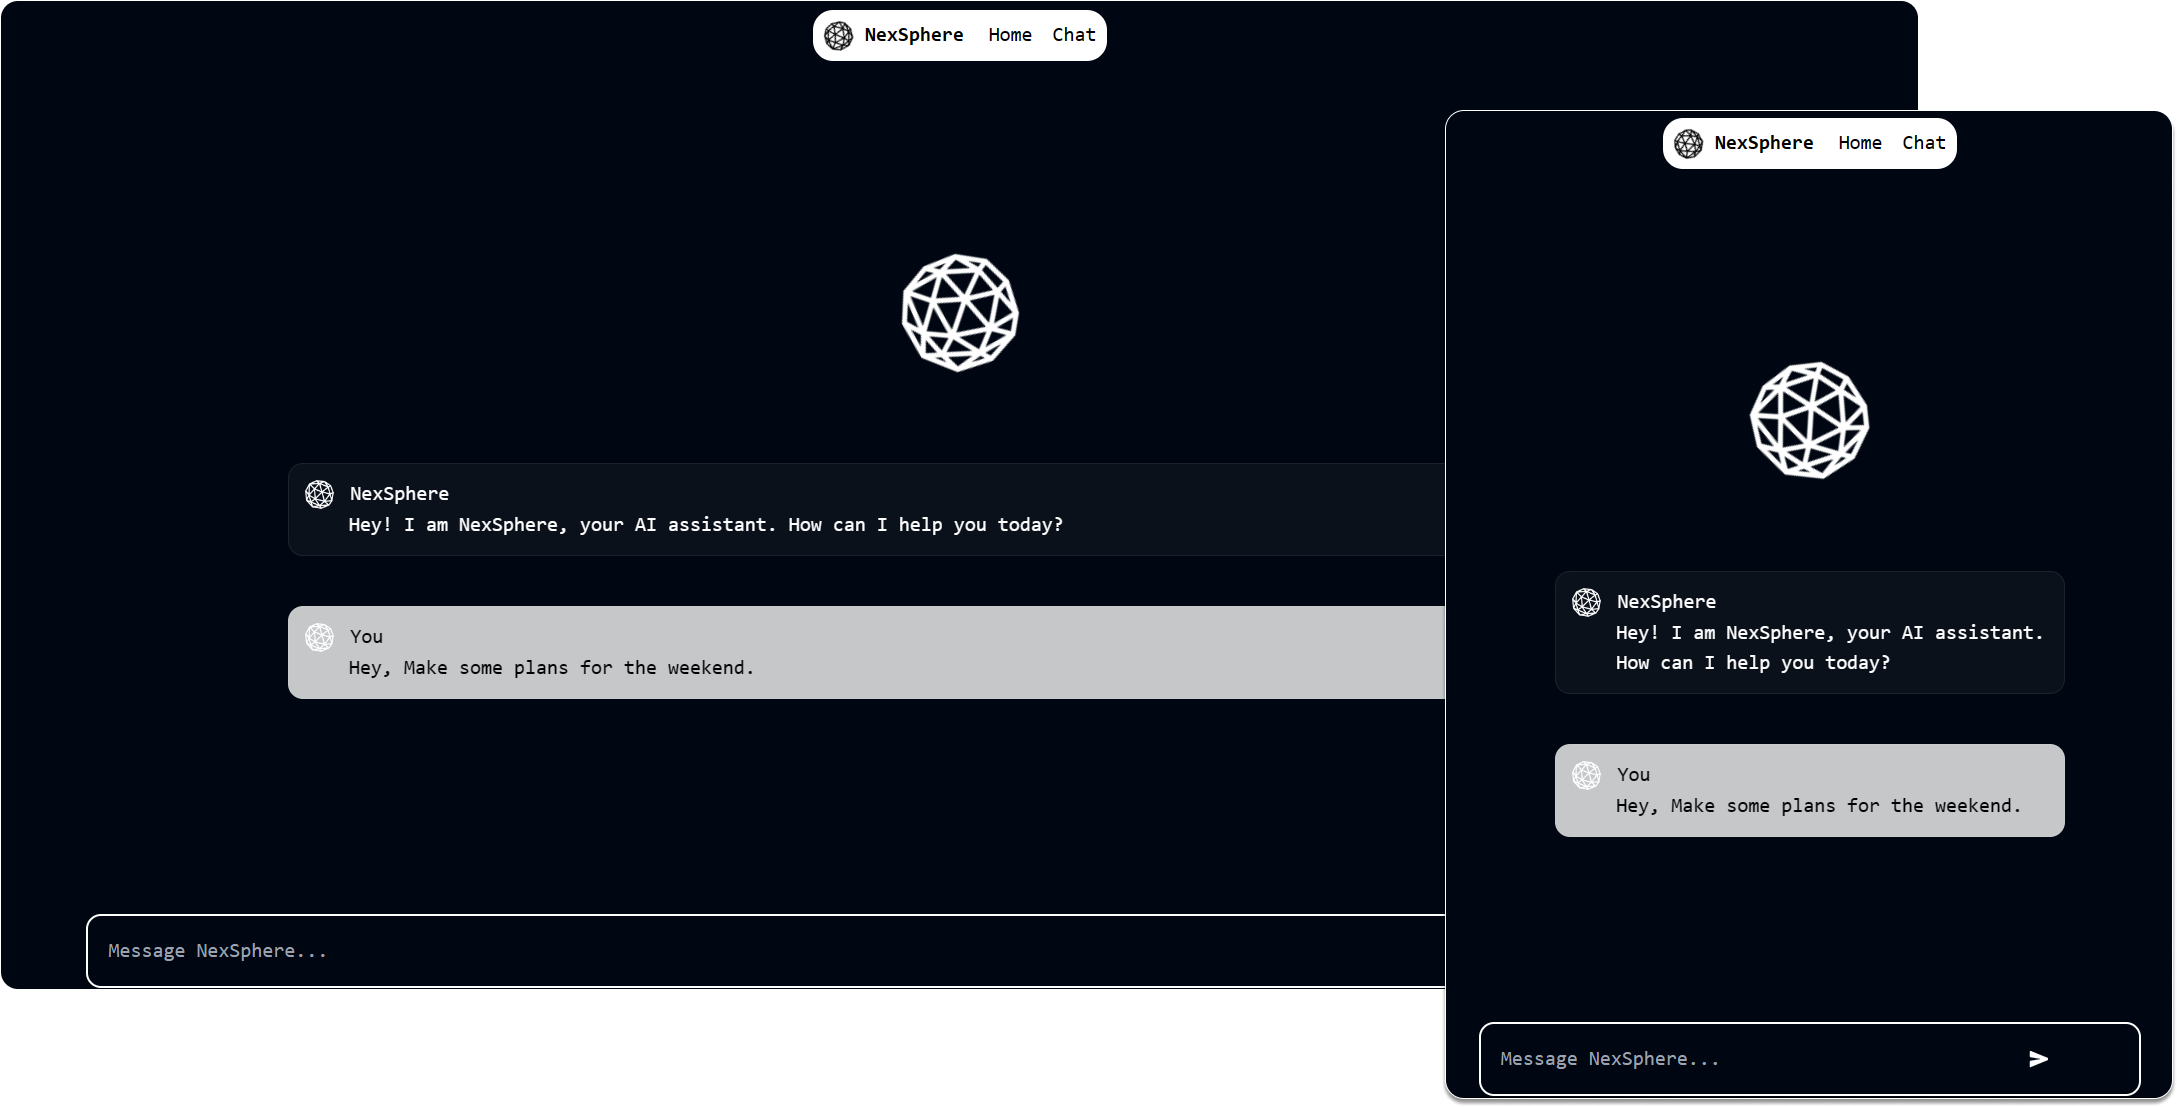 NexSphere Home Chat
NexSphere
Hey! I am NexSphere, your AI assistant. How can I help you today?
You
Hey, Make some plans for the weekend.
Message NexSphere...
NexSphere Home Chat
NexSphere
Hey! I am NexSphere, your AI assistant.
How can I help you today?
You
Hey, Make some plans for the weekend.
Message NexSphere...